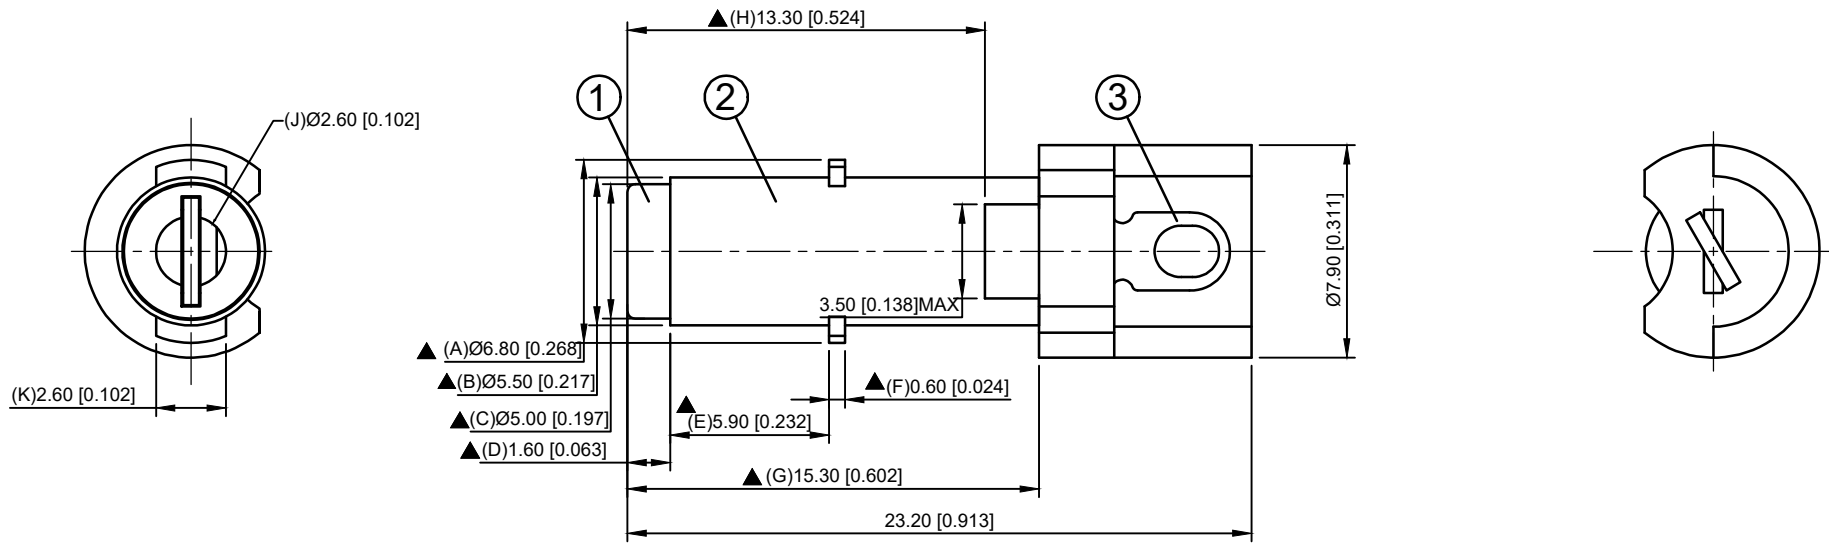 ▲ (H)13.30 [0.524]
1
2
3
(J)Ø2.60 [0.102]
3.50 [0.138]MAX
Ø7.90 [0.311]
▲ (A)Ø6.80 [0.268]
▲ (B)Ø5.50 [0.217]
▲ (F)0.60 [0.024]
(K)2.60 [0.102]
▲ (C)Ø5.00 [0.197]
▲ (E)5.90 [0.232]
▲ (D)1.60 [0.063]
▲ (G)15.30 [0.602]
23.20 [0.913]